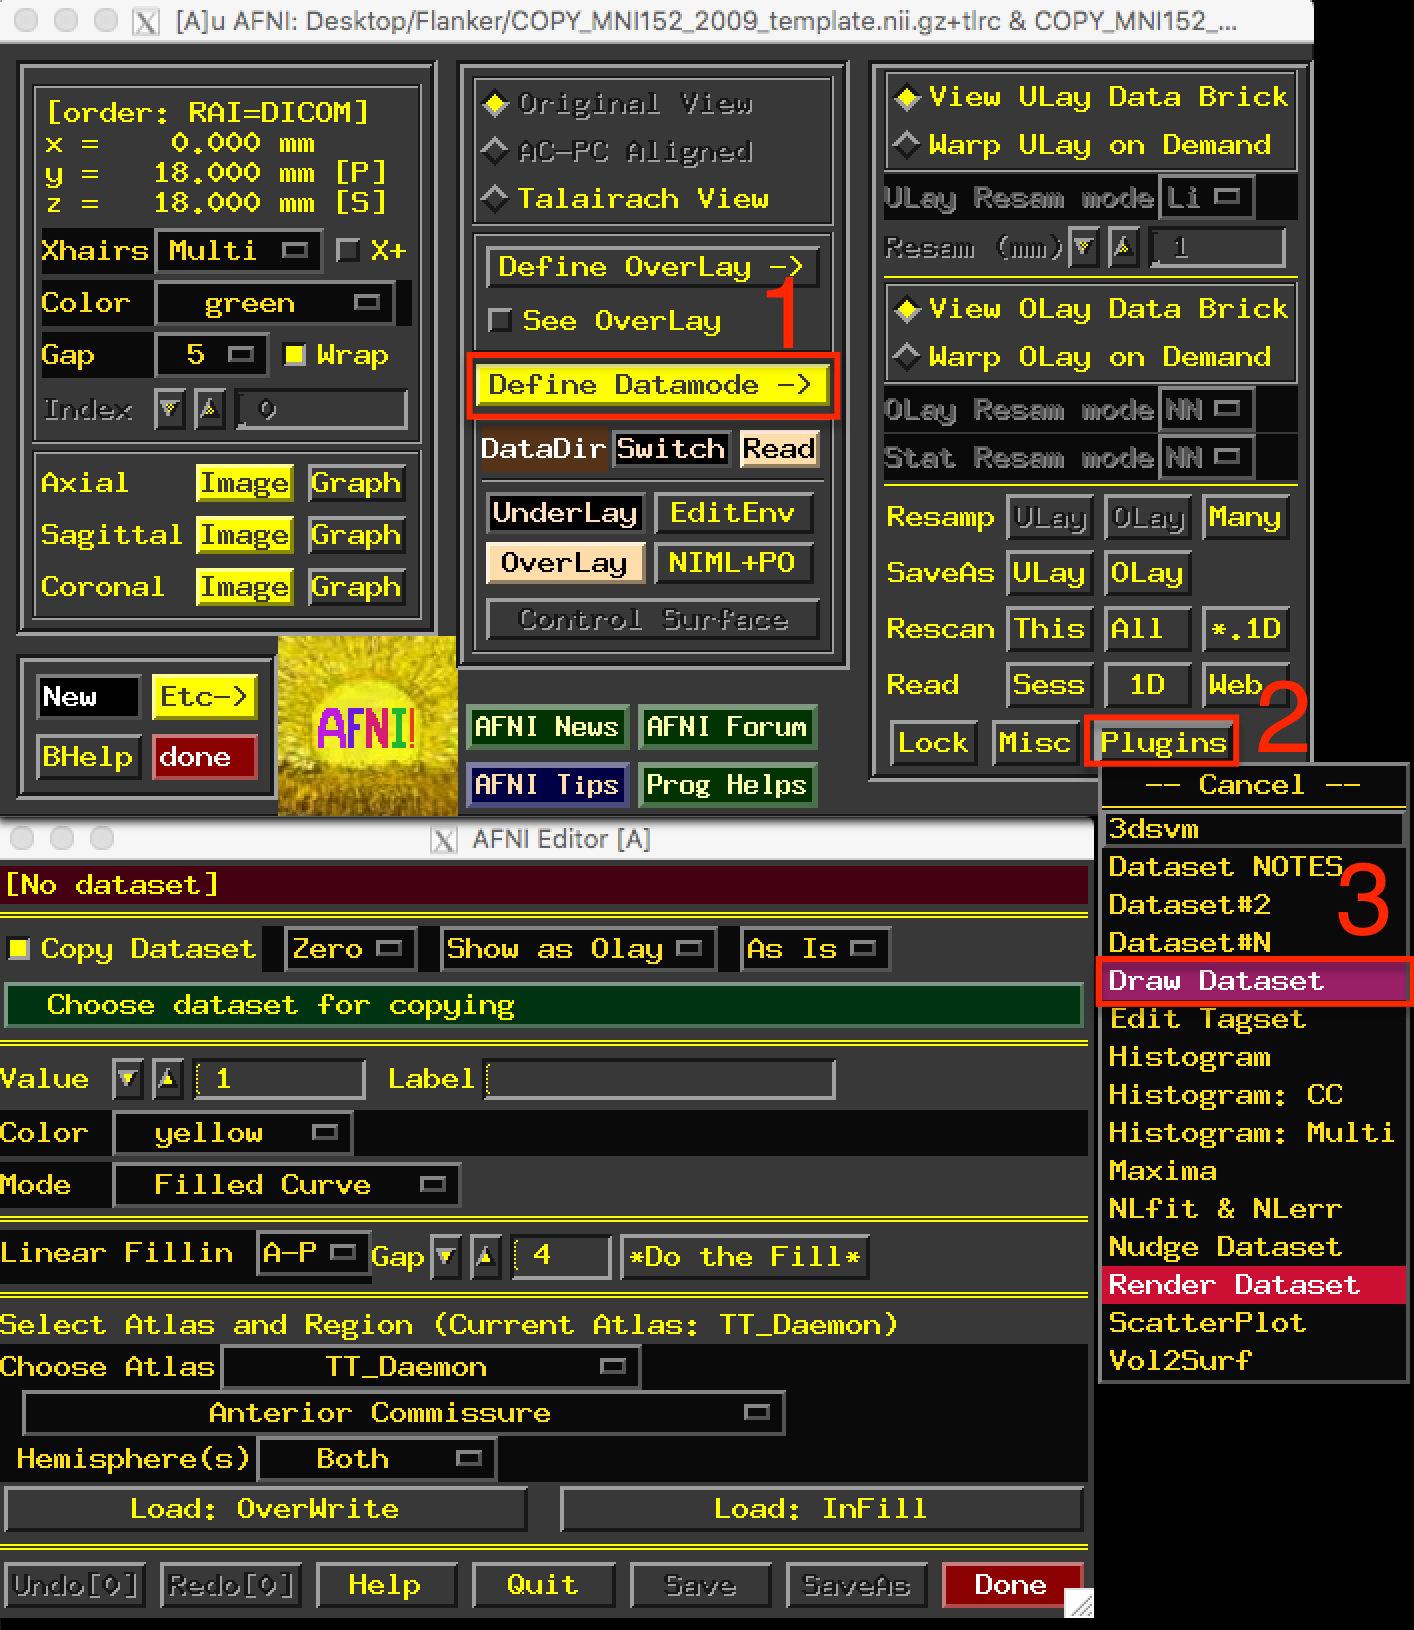 [A]u AFNI: Desktop/Flanker/COPY_MNI152_2009_template.nii.gz+tlrc & COPY_MNI152_...
[order: RAI=DICOM]
x = 0.000 mm
y = 18.000 mm [P]
z = 18.000 mm [S]
Xhairs Multi X+
Color green
Gap 5 Wrap
Index 0
Axial Image Graph
Sagittal Image Graph
Coronal Image Graph
New Etc->
BHelp done
AFNI!
Original View
AC-PC Aligned
Talairach View
Define OverLay ->
See OverLay
1
Define Datamode ->
DataDir Switch Read
UnderLay EditEnv
OverLay NIML+PO
Control Surface
AFNI News AFNI Forum
AFNI Tips Prog Helps
View ULay Data Brick
Warp ULay on Demand
ULay Resam mode Li
Resam (mm) 1
View OLay Data Brick
Warp OLay on Demand
OLay Resam mode NN
Stat Resam mode NN
Resamp ULay OLay Many
SaveAs ULay OLay
Rescan This All *.1D
Read Sess 1D Web
Lock Misc Plugins
2
-- Cancel --
3dsvm
Dataset NOTES
Dataset#2
Dataset#N
3
Draw Dataset
Edit Tagset
Histogram
Histogram: CC
Histogram: Multi
Maxima
NLfit & NLerr
Nudge Dataset
Render Dataset
ScatterPlot
Vol2Surf
AFNI Editor [A]
[No dataset]
Copy Dataset Zero Show as Olay As Is
Choose dataset for copying
Value 1 Label
Color yellow
Mode Filled Curve
Linear Fillin A-P Gap 4 *Do the Fill*
Select Atlas and Region (Current Atlas: TT_Daemon)
Choose Atlas TT_Daemon
Anterior Commissure
Hemisphere(s) Both
Load: OverWrite Load: InFill
Undo[0] Redo[0] Help Quit Save SaveAs Done